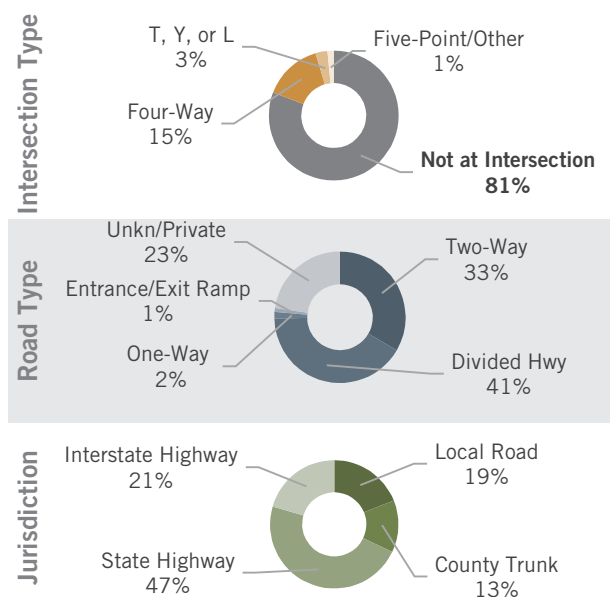 Intersection Type
T, Y, or L
3%
Five-Point/Other
1%
Four-Way
15%
Not at Intersection
81%
Road Type
Unkn/Private
23%
Two-Way
33%
Entrance/Exit Ramp
1%
One-Way
2%
Divided Hwy
41%
Jurisdiction
Interstate Highway
21%
Local Road
19%
State Highway
47%
County Trunk
13%